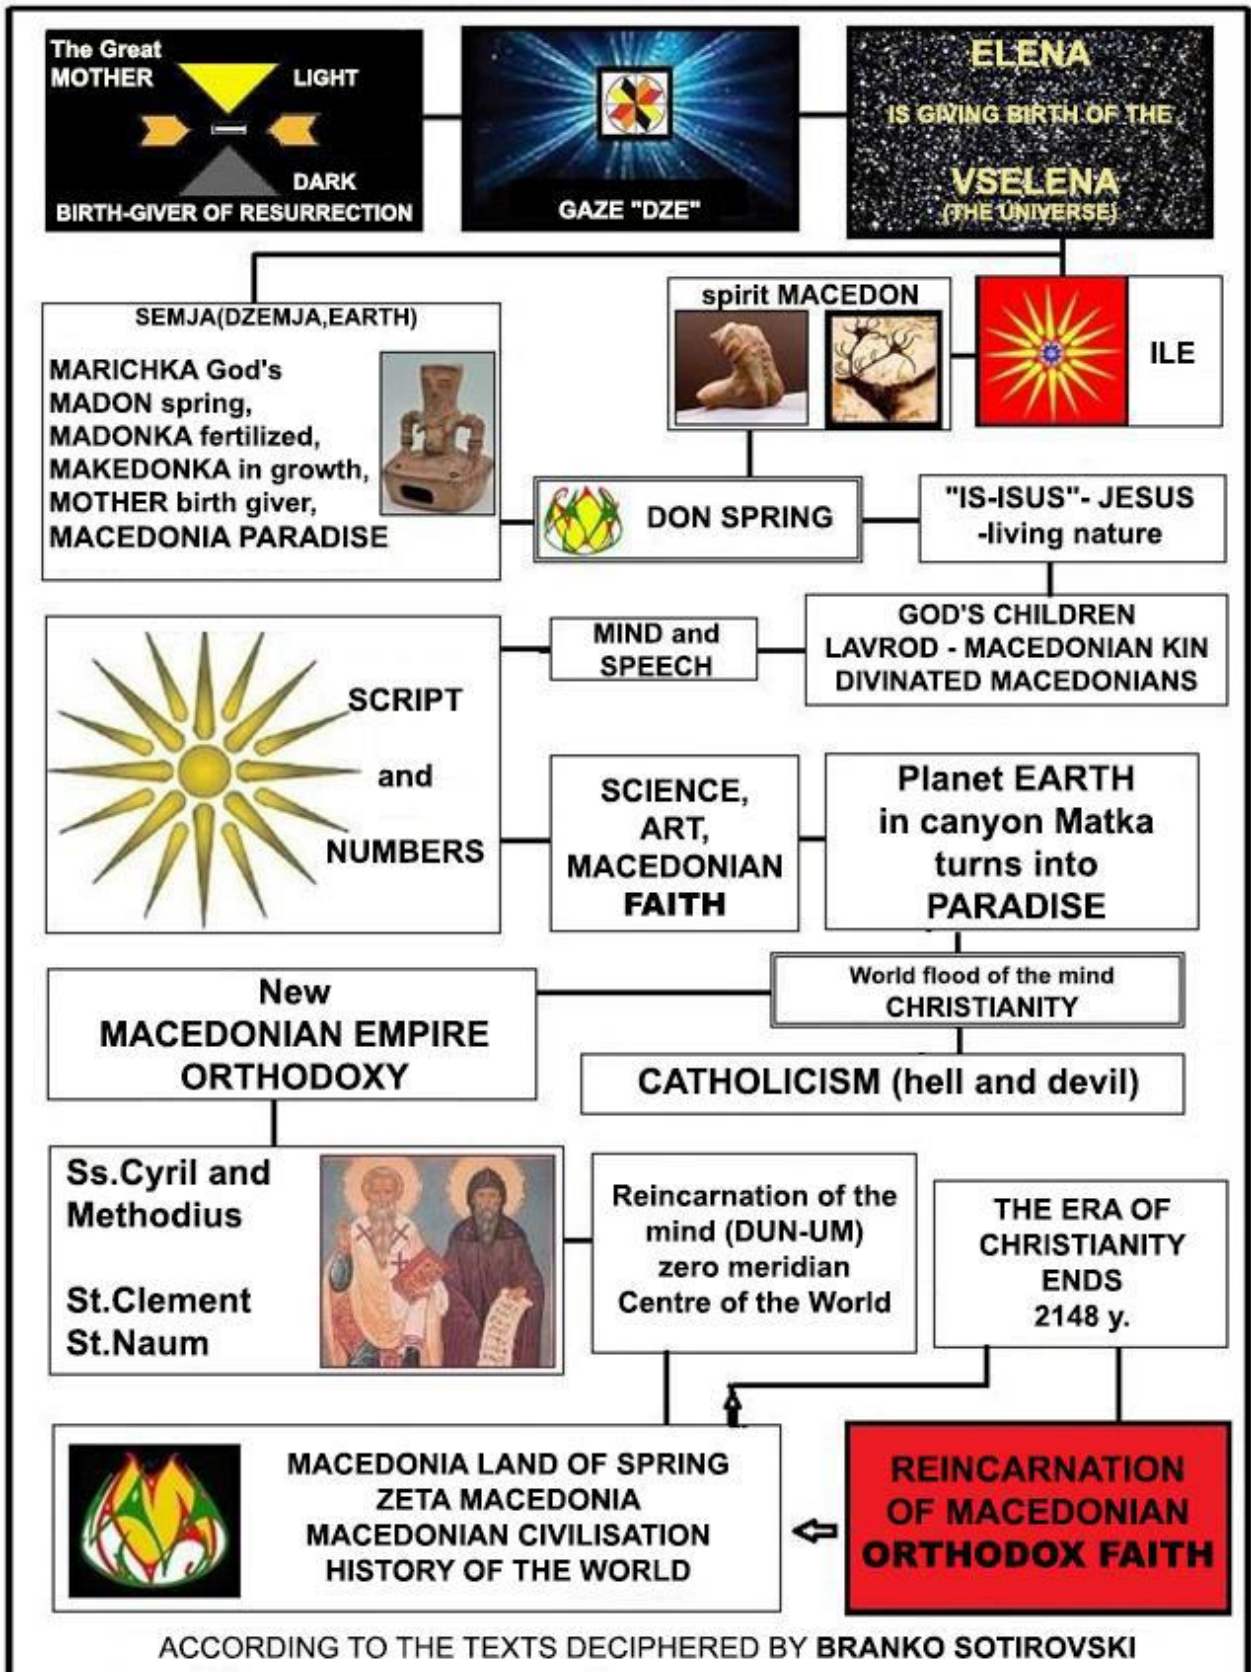 The Great
MOTHER
LIGHT
DARK
BIRTH-GIVER OF RESURRECTION
GAZE "DZE"
ELENA
IS GIVING BIRTH OF THE
VSELENA
(THE UNIVERSE)
SEMJA(DZEMJA,EARTH)
MARICHKA God's
MADON spring,
MADONKA fertilized,
MAKEDONKA in growth,
MOTHER birth giver,
MACEDONIA PARADISE
spirit MACEDON
ILE
DON SPRING
"IS-ISUS"- JESUS
-living nature
SCRIPT
and
NUMBERS
MIND and
SPEECH
GOD'S CHILDREN
LAVROD - MACEDONIAN KIN
DIVINATED MACEDONIANS
SCIENCE,
ART,
MACEDONIAN
FAITH
Planet EARTH
in canyon Matka
turns into
PARADISE
World flood of the mind
CHRISTIANITY
New
MACEDONIAN EMPIRE
ORTHODOXY
CATHOLICISM (hell and devil)
Ss.Cyril and
Methodius
St.Clement
St.Naum
Reincarnation of the
mind (DUN-UM)
zero meridian
Centre of the World
THE ERA OF
CHRISTIANITY
ENDS
2148 y.
MACEDONIA LAND OF SPRING
ZETA MACEDONIA
MACEDONIAN CIVILISATION
HISTORY OF THE WORLD
REINCARNATION
OF MACEDONIAN
ORTHODOX FAITH
ACCORDING TO THE TEXTS DECIPHERED BY BRANKO SOTIROVSKI